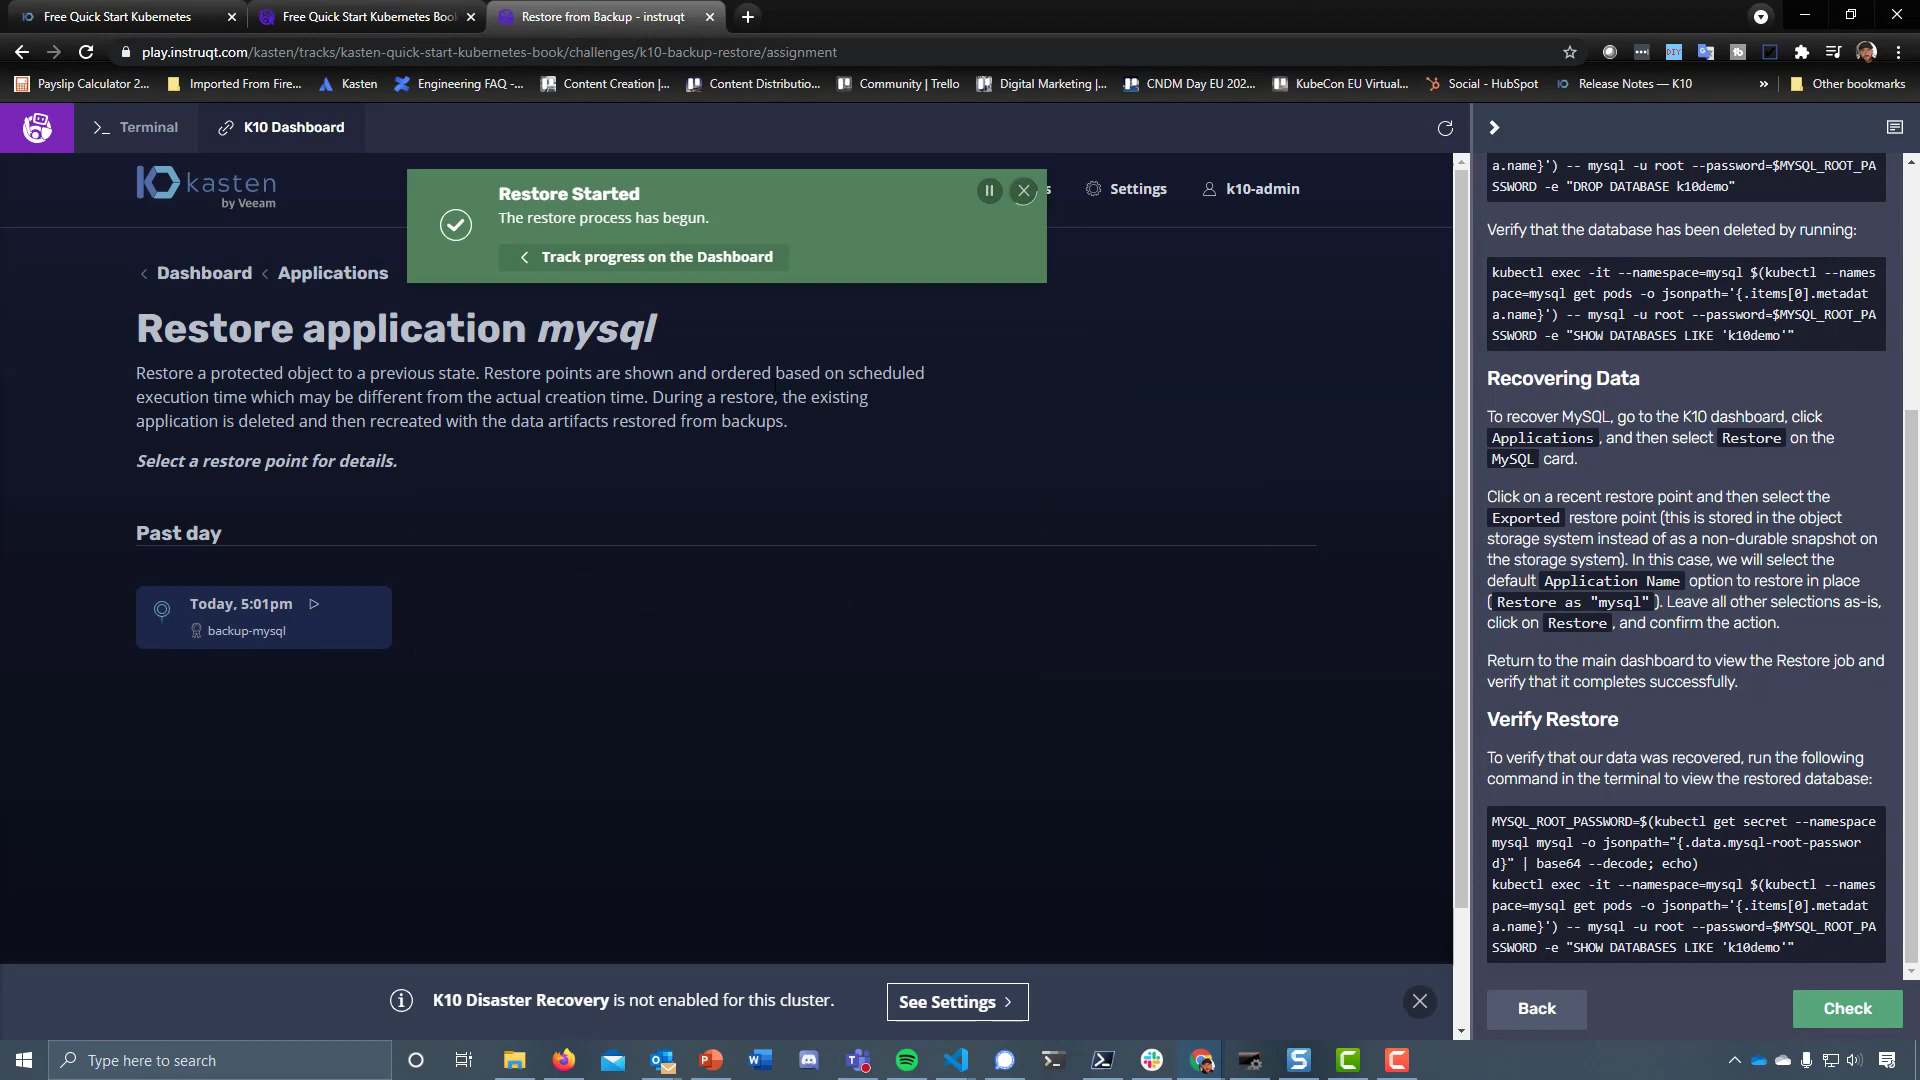 Free Quick Start Kubernetes
Free Quick Start Kubernetes Boo
Restore from Backup - instruqt
play.instruqt.com/kasten/tracks/kasten-quick-start-kubernetes-book/challenges/k10-backup-restore/assignment
Payslip Calculator 2...
Imported From Fire...
Kasten
Engineering FAQ -...
Content Creation |...
Content Distributio...
Community | Trello
Digital Marketing |...
CNDM Day EU 202...
KubeCon EU Virtual...
Social - HubSpot
Release Notes — K10
»
Other bookmarks
Terminal
K10 Dashboard
kasten
by Veeam
Restore Started
The restore process has begun.
Track progress on the Dashboard
s
Settings
k10-admin
Dashboard
Applications
Restore application mysql
Restore a protected object to a previous state. Restore points are shown and ordered based on scheduled
execution time which may be different from the actual creation time. During a restore, the existing
application is deleted and then recreated with the data artifacts restored from backups.
Select a restore point for details.
Past day
Today, 5:01pm
backup-mysql
K10 Disaster Recovery is not enabled for this cluster.
See Settings
a.name}') -- mysql -u root --password=$MYSQL_ROOT_PA
SSWORD -e "DROP DATABASE k10demo"
Verify that the database has been deleted by running:
kubectl exec -it --namespace=mysql $(kubectl --names
pace=mysql get pods -o jsonpath='{.items[0].metadat
a.name}') -- mysql -u root --password=$MYSQL_ROOT_PA
SSWORD -e "SHOW DATABASES LIKE 'k10demo'"
Recovering Data
To recover MySQL, go to the K10 dashboard, click
Applications, and then select Restore on the
MySQL card.
Click on a recent restore point and then select the
Exported restore point (this is stored in the object
storage system instead of as a non-durable snapshot on
the storage system). In this case, we will select the
default Application Name option to restore in place
(Restore as "mysql"). Leave all other selections as-is,
click on Restore, and confirm the action.
Return to the main dashboard to view the Restore job and
verify that it completes successfully.
Verify Restore
To verify that our data was recovered, run the following
command in the terminal to view the restored database:
MYSQL_ROOT_PASSWORD=$(kubectl get secret --namespace
mysql mysql -o jsonpath="{.data.mysql-root-passwor
d}" | base64 --decode; echo)
kubectl exec -it --namespace=mysql $(kubectl --names
pace=mysql get pods -o jsonpath='{.items[0].metadat
a.name}') -- mysql -u root --password=$MYSQL_ROOT_PA
SSWORD -e "SHOW DATABASES LIKE 'k10demo'"
Back
Check
Type here to search